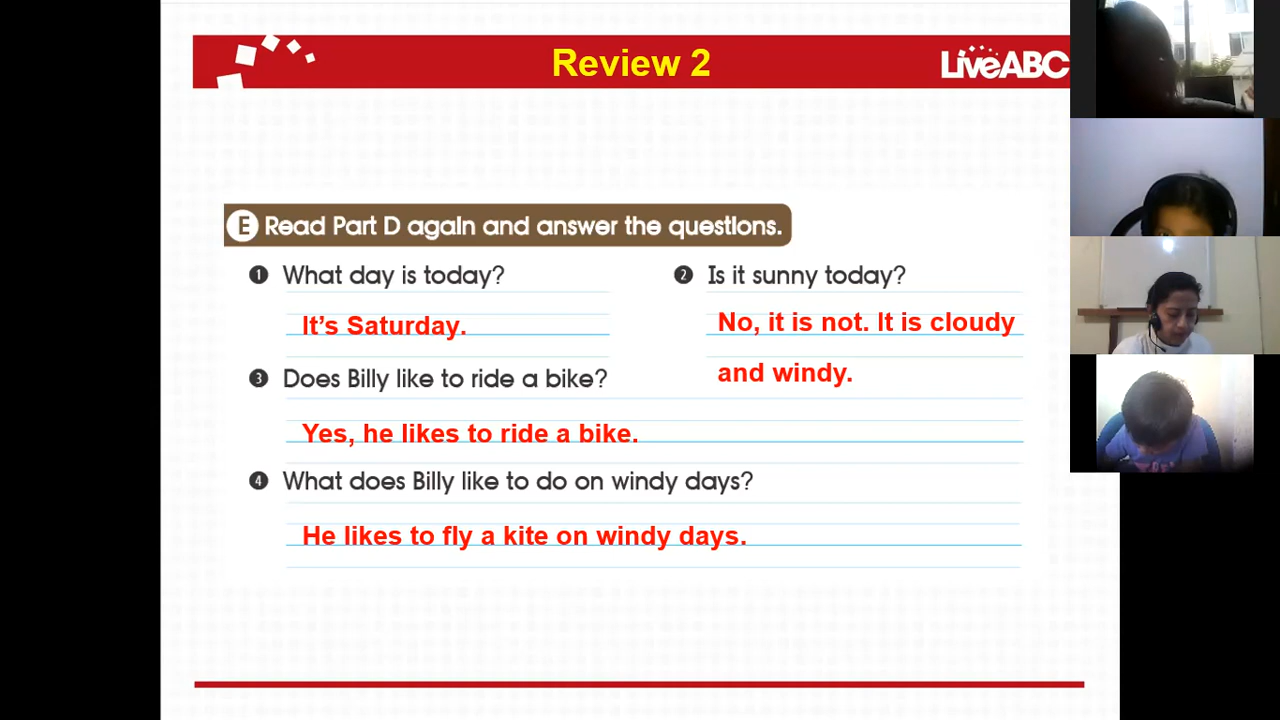 Review 2
LiveABC
E Read Part D again and answer the questions.
1 What day is today?
It's Saturday.
2 Is it sunny today?
No, it is not. It is cloudy
and windy.
3 Does Billy like to ride a bike?
Yes, he likes to ride a bike.
4 What does Billy like to do on windy days?
He likes to fly a kite on windy days.